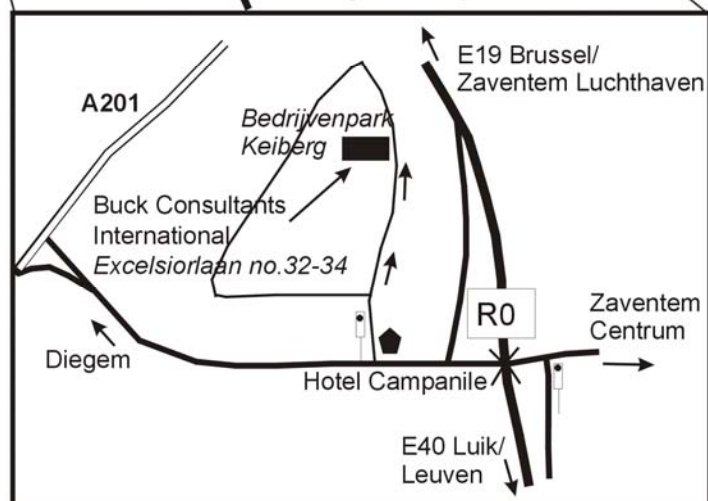 E19 Brussel/
Zaventem Luchthaven
A201
Bedrijvenpark
Keiberg
Buck Consultants
International
Excelsiorlaan no.32-34
R0
Zaventem
Centrum
Diegem
Hotel Campanile
E40 Luik/
Leuven